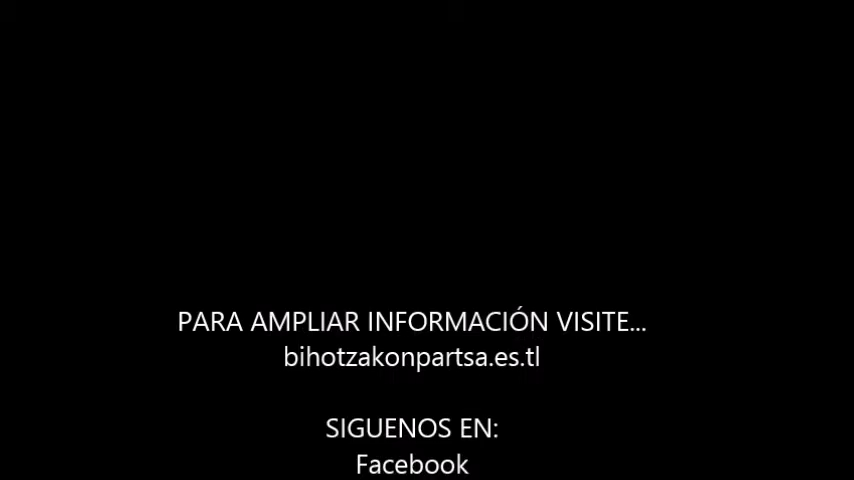 PARA AMPLIAR INFORMACIÓN VISITE...
bihotzakonpartsa.es.tl
SIGUENOS EN:
Facebook